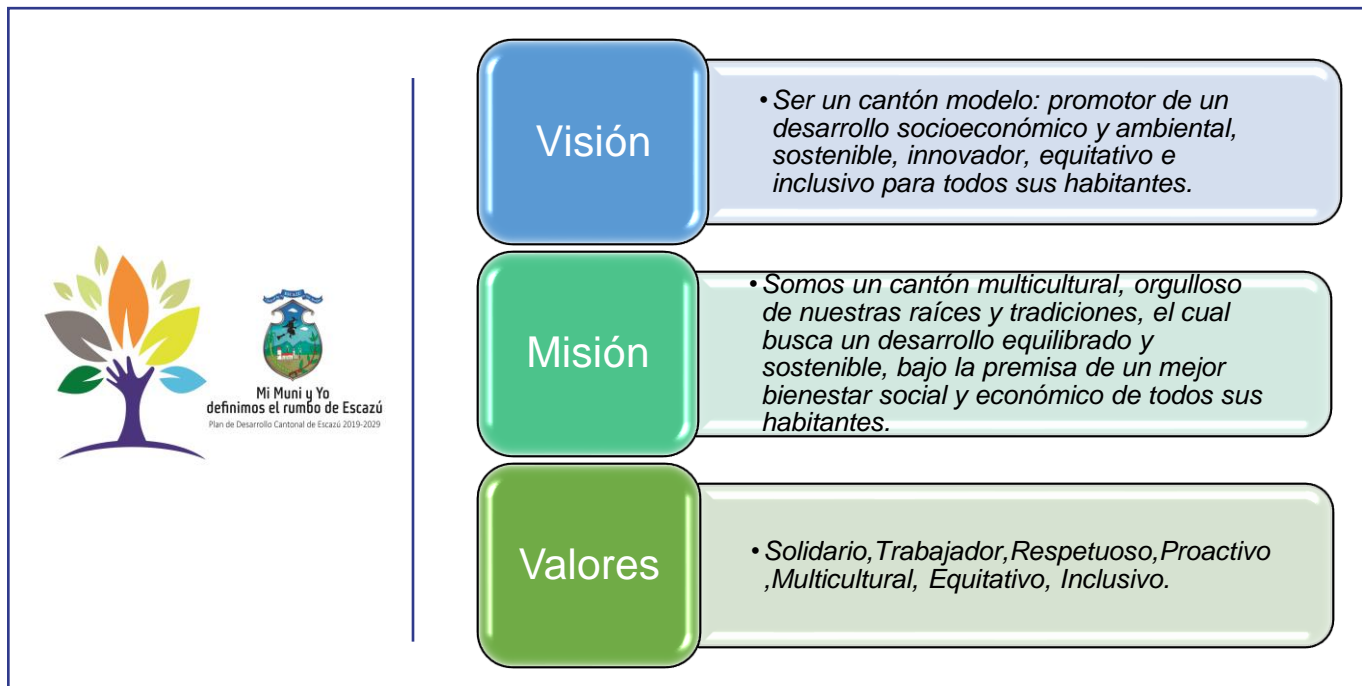 Mi Muni y Yo
definimos el rumbo de Escazú
Plan de Desarrollo Cantonal de Escazú 2019-2029
Visión
• Ser un cantón modelo: promotor de un
desarrollo socioeconómico y ambiental,
sostenible, innovador, equitativo e
inclusivo para todos sus habitantes.
Misión
• Somos un cantón multicultural, orgulloso
de nuestras raíces y tradiciones, el cual
busca un desarrollo equilibrado y
sostenible, bajo la premisa de un mejor
bienestar social y económico de todos sus
habitantes.
Valores
• Solidario,Trabajador,Respetuoso,Proactivo
,Multicultural, Equitativo, Inclusivo.